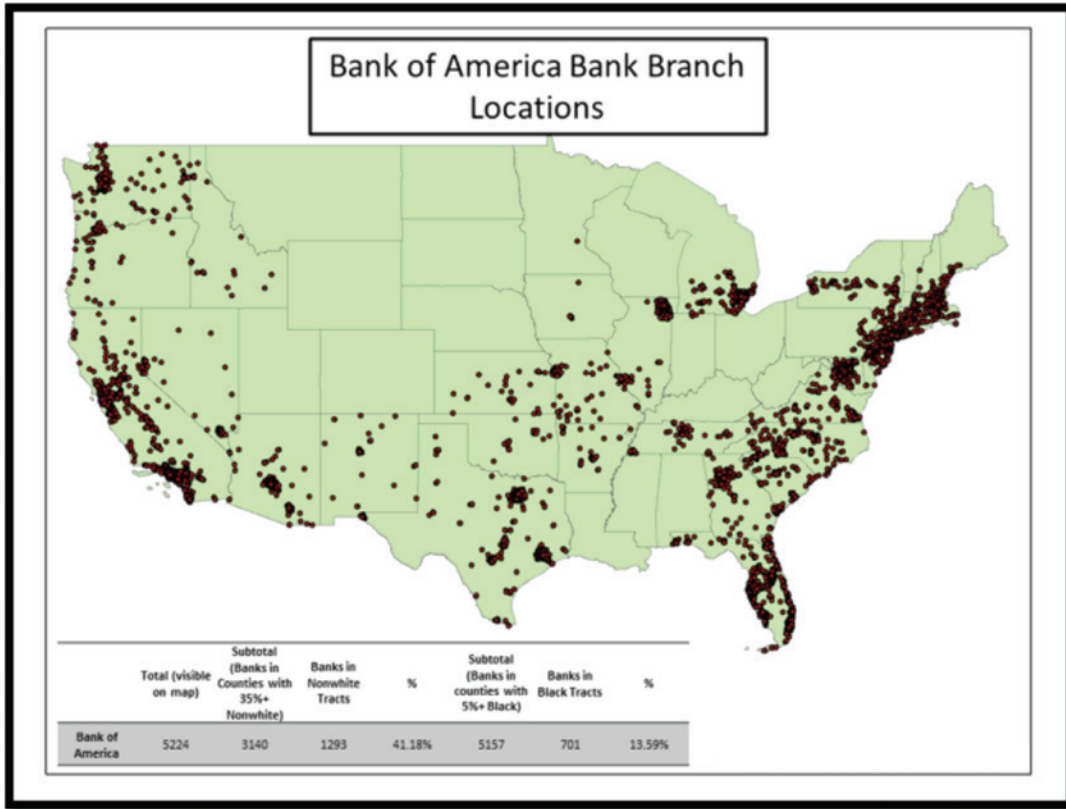 Bank of America Bank Branch
Locations
Total (visible
on map)
Subtotal
(Banks in
Counties with
35%+
Nonwhite)
Banks in
Nonwhite
Tracts
%
Subtotal
(Banks in
counties with
5%+ Black)
Banks in
Black Tracts
%
Bank of
America
5224
3140
1293
41.18%
5157
701
13.59%